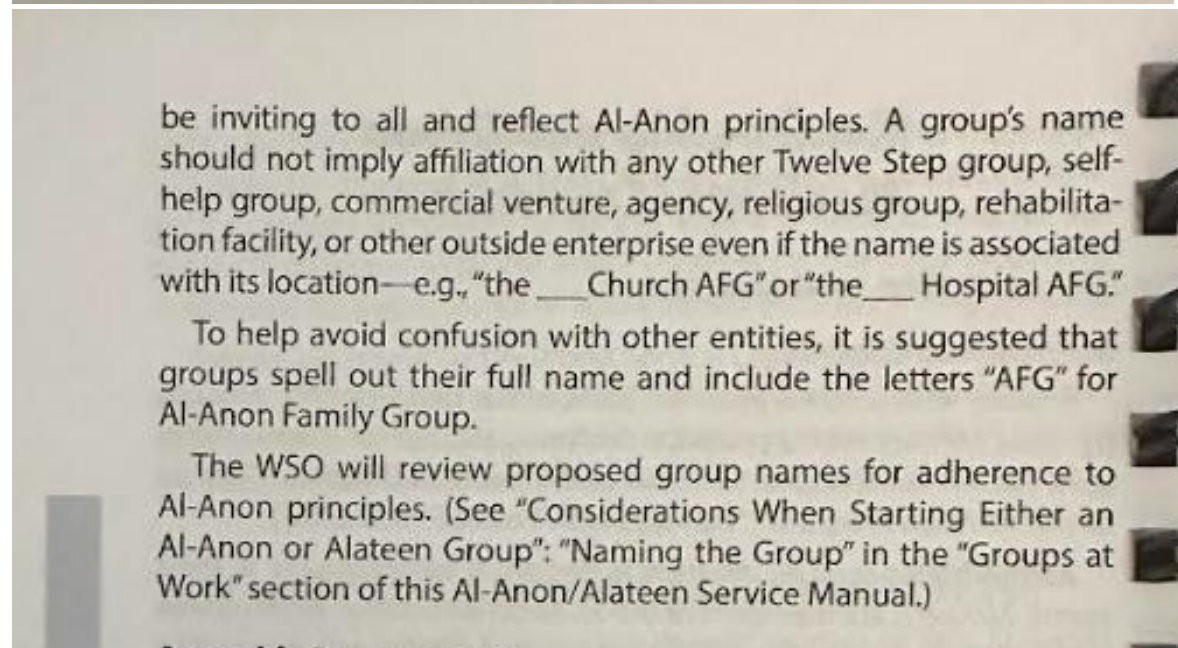 be inviting to all and reflect Al-Anon principles. A group's name
should not imply affiliation with any other Twelve Step group, self-
help group, commercial venture, agency, religious group, rehabilita-
tion facility, or other outside enterprise even if the name is associated
with its location—e.g., “the ___Church AFG” or “the___ Hospital AFG.”
To help avoid confusion with other entities, it is suggested that
groups spell out their full name and include the letters “AFG” for
Al-Anon Family Group.
The WSO will review proposed group names for adherence to
Al-Anon principles. (See “Considerations When Starting Either an
Al-Anon or Alateen Group”: “Naming the Group” in the “Groups at
Work” section of this Al-Anon/Alateen Service Manual.)